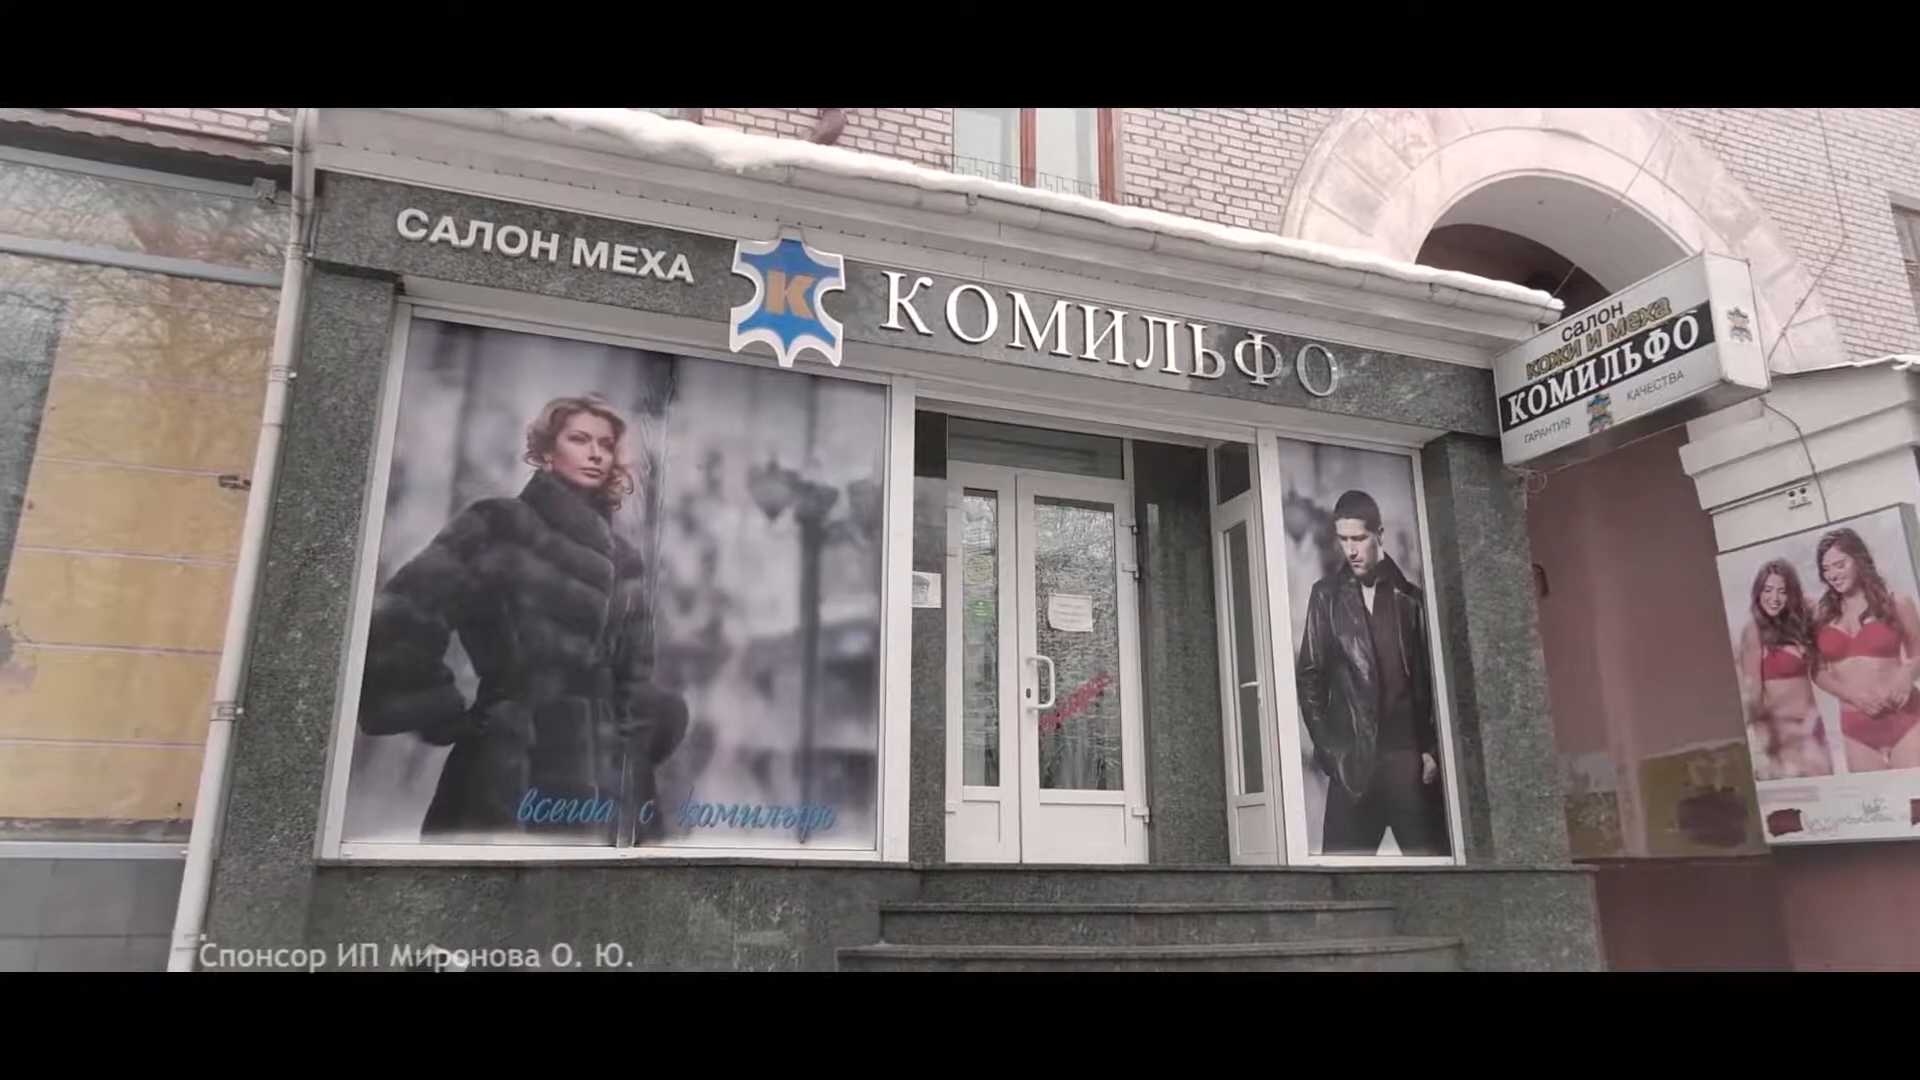 САЛОН МЕХА
К
КОМИЛЬФО
САЛОН
КОЖИ И МЕХА
КОМИЛЬФО
ГАРАНТИЯ КАЧЕСТВА
всегда с комильфо
Спонсор ИП Миронова О. Ю.